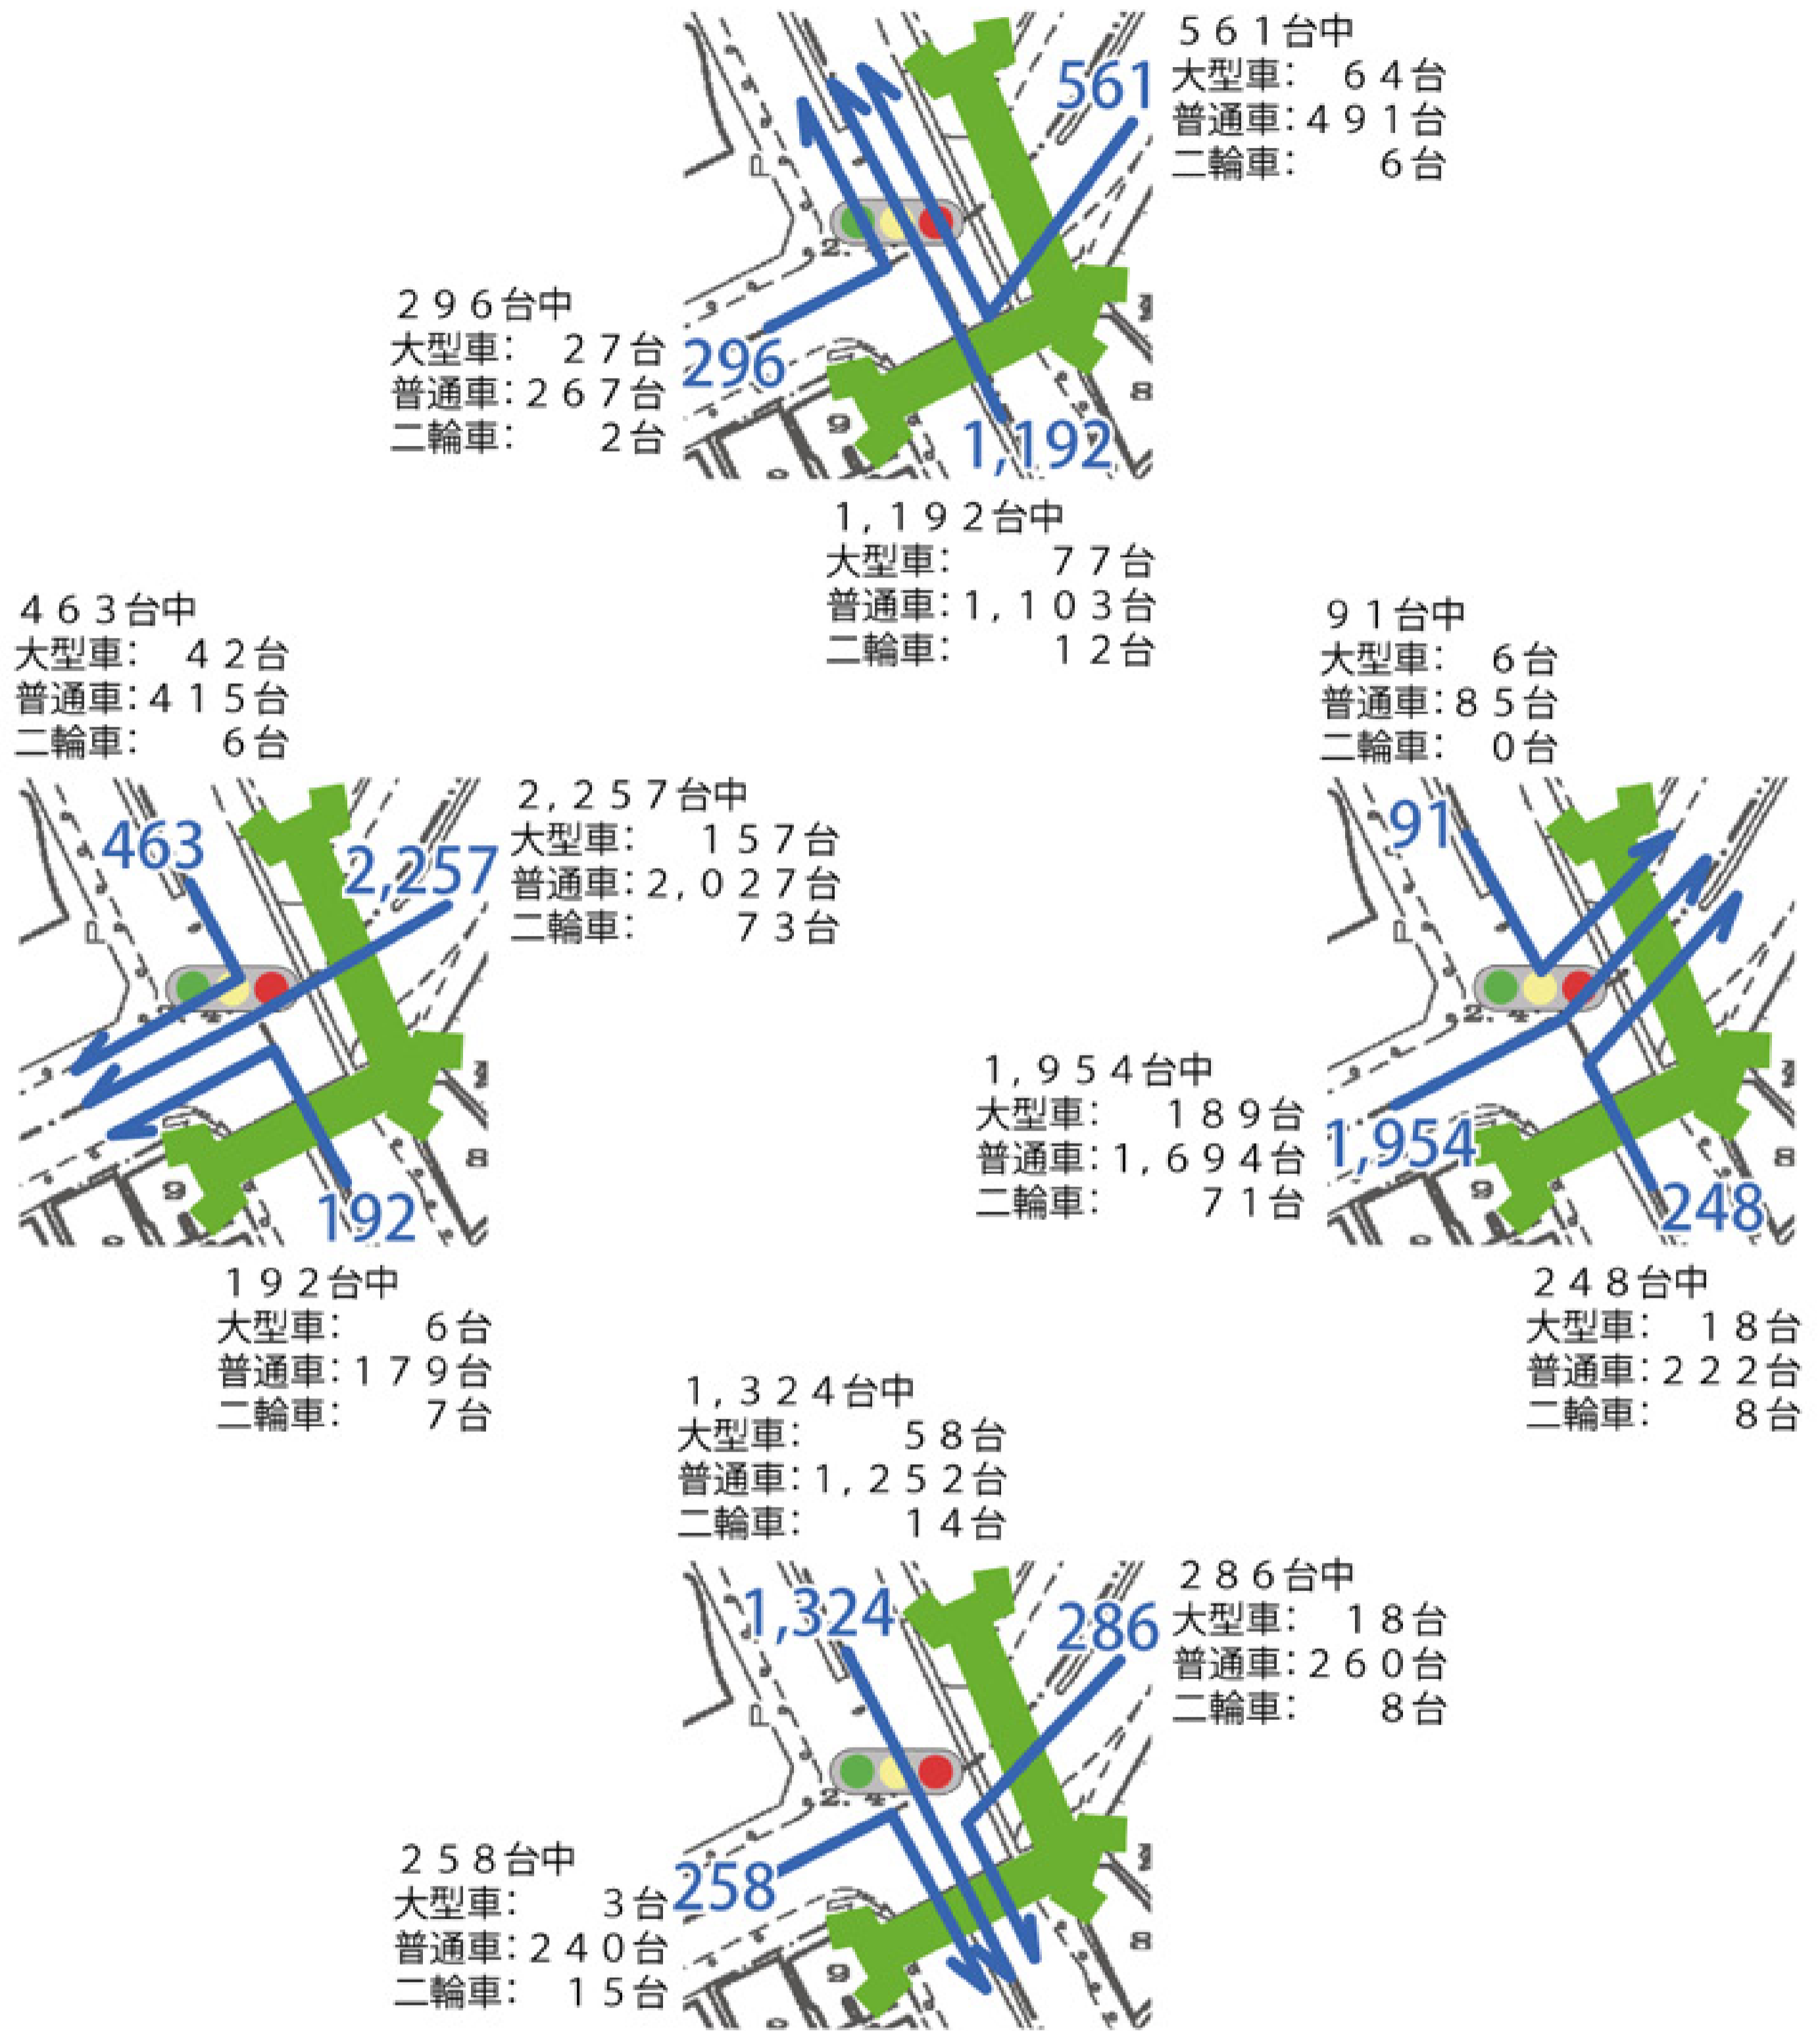 561台中
大型車: 64台
普通車:491台
二輪車: 6台
561
296台中
大型車: 27台
普通車:267台
二輪車: 2台
296
P
2.
9
8
1,192
1,192台中
大型車: 77台
普通車:1,103台
二輪車: 12台
463台中
大型車: 42台
普通車:415台
二輪車: 6台
463
2,257
2,257台中
大型車: 157台
普通車:2,027台
二輪車: 73台
P
2.4
9
8
192
192台中
大型車: 6台
普通車:179台
二輪車: 7台
91台中
大型車: 6台
普通車:85台
二輪車: 0台
91
1,954台中
大型車: 189台
普通車:1,694台
二輪車: 71台
1,954
P
2.4
9
8
248
248台中
大型車: 18台
普通車:222台
二輪車: 8台
1,324台中
大型車: 58台
普通車:1,252台
二輪車: 14台
1,324
286
286台中
大型車: 18台
普通車:260台
二輪車: 8台
P
2.4
258台中
大型車: 3台
普通車:240台
二輪車: 15台
258
9
8